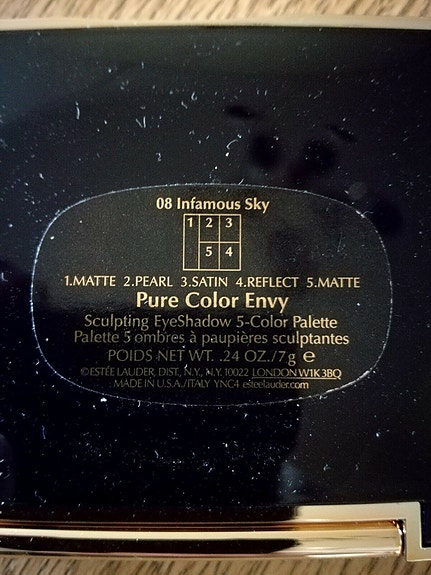 08 Infamous Sky
1 2 3
5 4
1.MATTE 2.PEARL 3.SATIN 4.REFLECT 5.MATTE
Pure Color Envy
Sculpting EyeShadow 5-Color Palette
Palette 5 ombres à paupières sculptantes
POIDS NET WT. .24 OZ./7g ℮
©ESTÉE LAUDER, DIST., N.Y., N.Y. 10022 LONDON W1K 3BQ
MADE IN U.S.A./ITALY YNC4 esteelauder.com